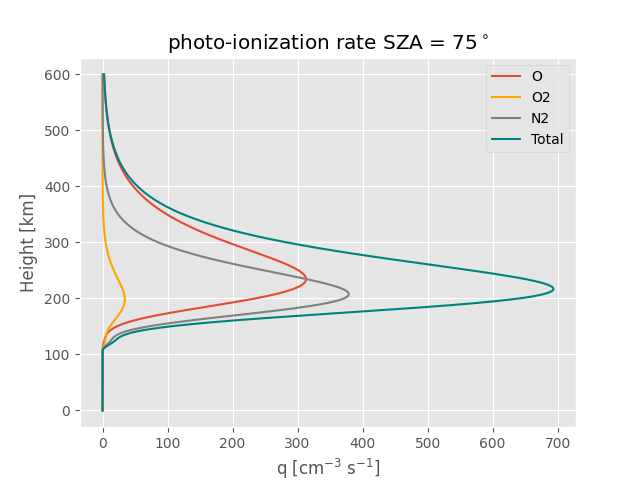 photo-ionization rate SZA = 75°
O
O2
N2
Total
Height [km]
600
500
400
300
200
100
0
0 100 200 300 400 500 600 700
q [cm⁻³ s⁻¹]